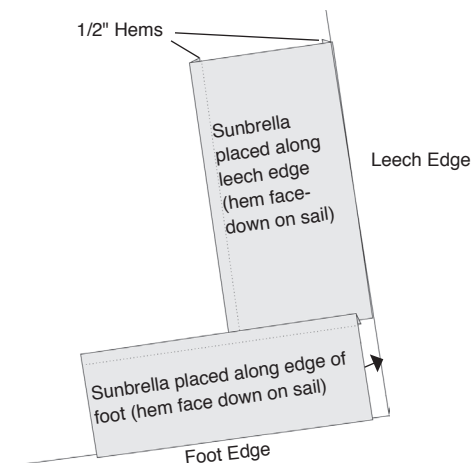 1/2" Hems
Sunbrella
placed along
leech edge
(hem face-
down on sail)
Leech Edge
Sunbrella placed along edge of
foot (hem face down on sail)
Foot Edge